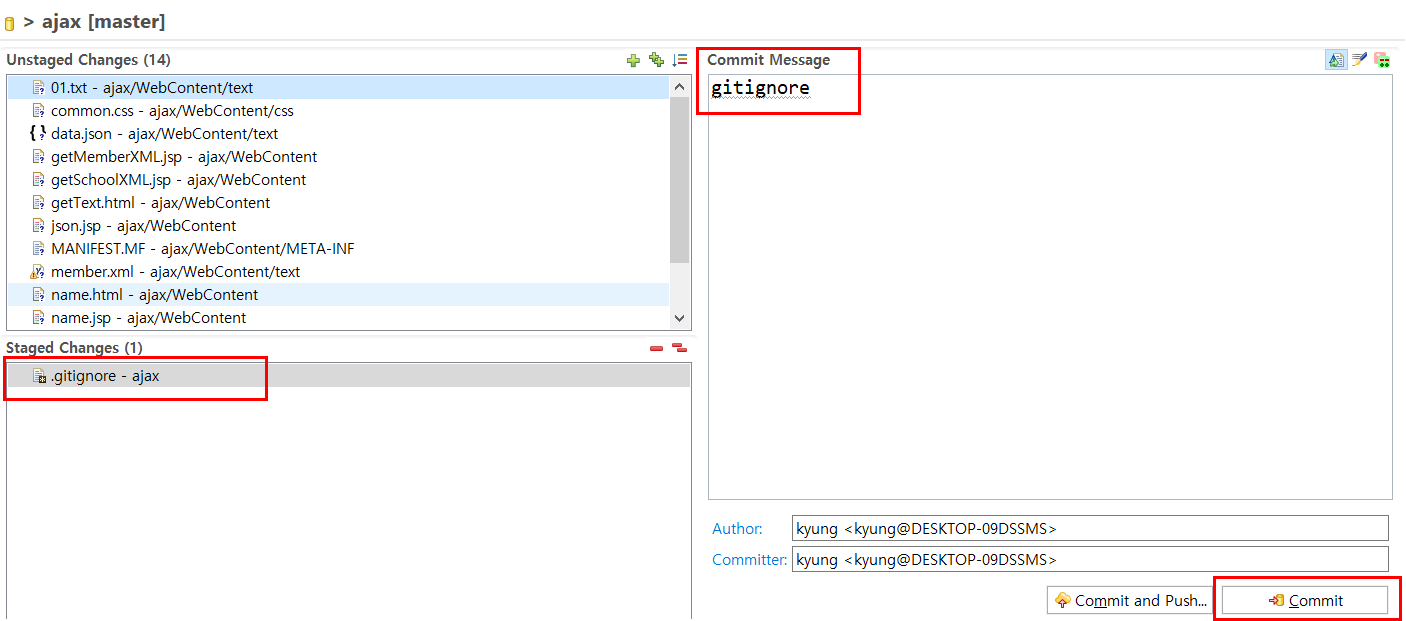 > ajax [master]
Unstaged Changes (14)
01.txt - ajax/WebContent/text
common.css - ajax/WebContent/css
data.json - ajax/WebContent/text
getMemberXML.jsp - ajax/WebContent
getSchoolXML.jsp - ajax/WebContent
getText.html - ajax/WebContent
json.jsp - ajax/WebContent
MANIFEST.MF - ajax/WebContent/META-INF
member.xml - ajax/WebContent/text
name.html - ajax/WebContent
name.jsp - ajax/WebContent
Staged Changes (1)
.gitignore - ajax
Commit Message
gitignore
Author: kyung <kyung@DESKTOP-09DSSMS>
Committer: kyung <kyung@DESKTOP-09DSSMS>
Commit and Push... Commit